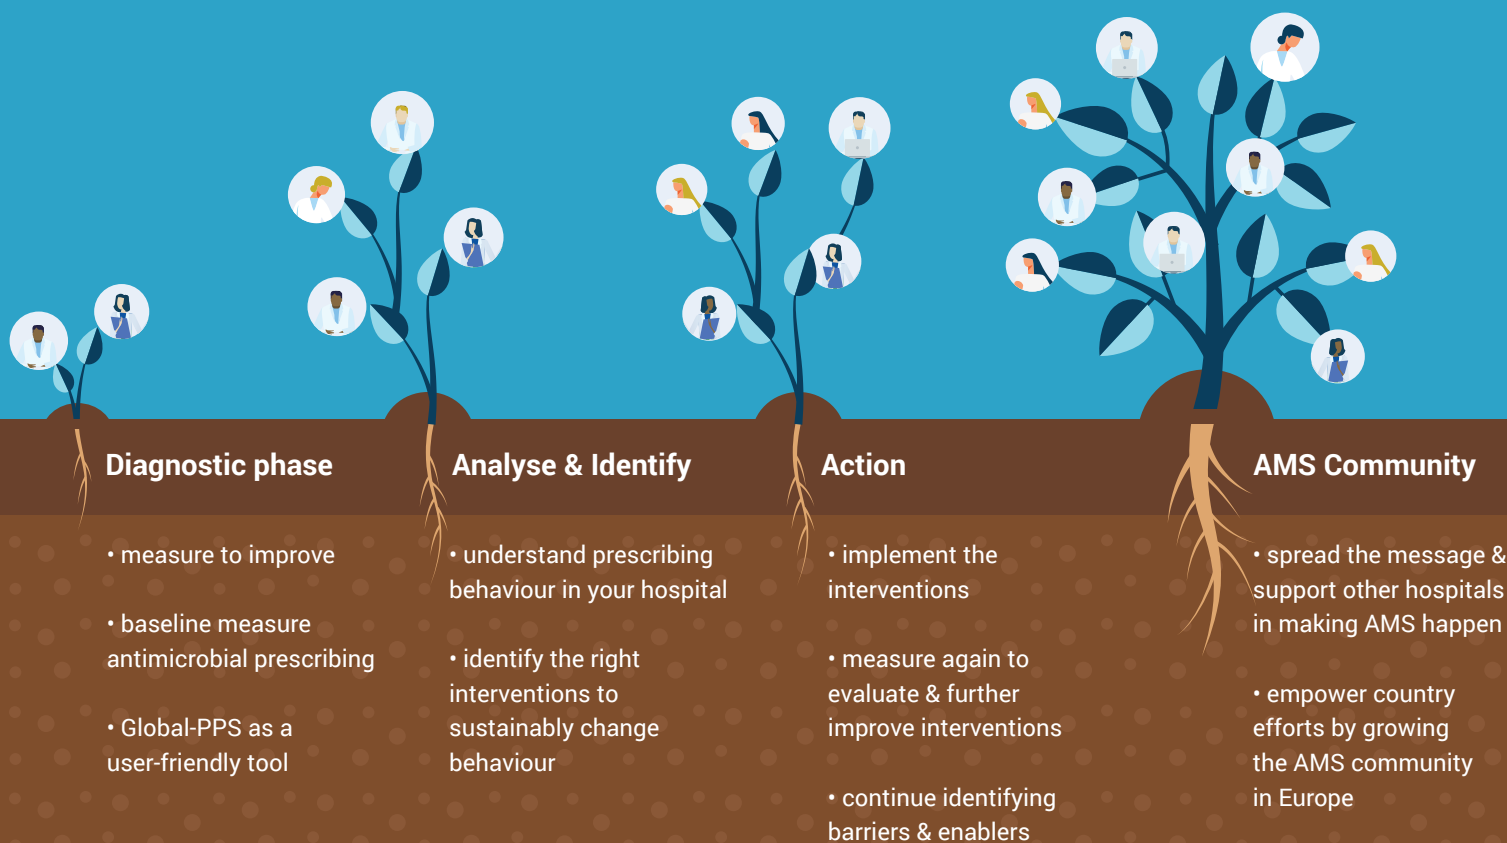 Diagnostic phase
• measure to improve
• baseline measure
antimicrobial prescribing
• Global-PPS as a
user-friendly tool
Analyse & Identify
• understand prescribing
behaviour in your hospital
• identify the right
interventions to
sustainably change
behaviour
Action
• implement the
interventions
• measure again to
evaluate & further
improve interventions
• continue identifying
barriers & enablers
AMS Community
• spread the message &
support other hospitals
in making AMS happen
• empower country
efforts by growing
the AMS community
in Europe